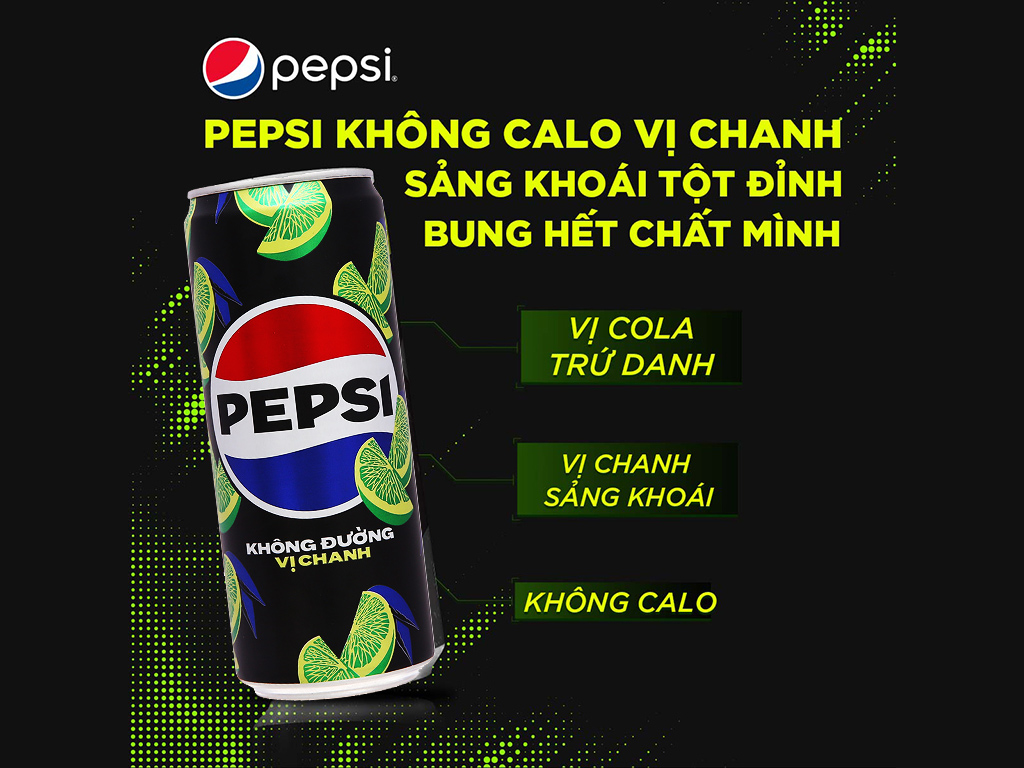 pepsi
PEPSI KHÔNG CALO VỊ CHANH
SẢNG KHOÁI TỘT ĐỈNH
BUNG HẾT CHẤT MÌNH
VỊ COLA
TRỨ DANH
PEPSI
VỊ CHANH
SẢNG KHOÁI
KHÔNG ĐƯỜNG
VỊ CHANH
KHÔNG CALO